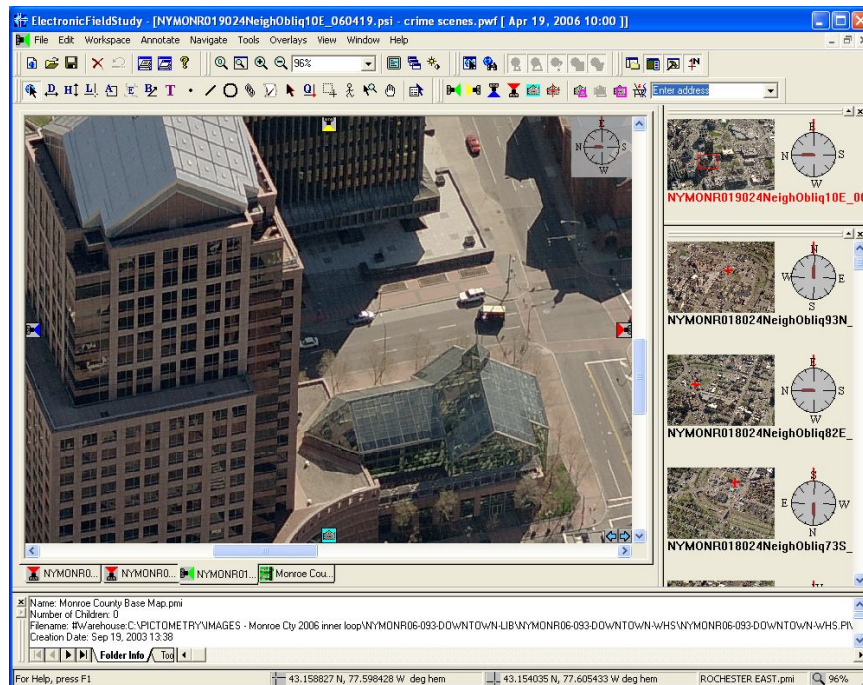 ElectronicFieldStudy - [NYMONR019024NeighObliq10E_060419.psi - crime scenes.pwf [ Apr 19, 2006 10:00 ]]
File Edit Workspace Annotate Navigate Tools Overlays View Window Help
96%
Enter address
E
N S
W
E
N S
W
NYMONR019024NeighObliq10E_06
N
W E
S
NYMONR018024NeighObliq93N_
E
N S
W
NYMONR018024NeighObliq82E_
S
E W
N
NYMONR018024NeighObliq73S_
NYMONR0... NYMONR0... NYMONR01... Monroe Cou...
Name: Monroe County Base Map.pmi
Number of Children: 0
Filename: #Warehouse:C:\PICTOMETRY\IMAGES - Monroe Cty 2006 inner loop\NYMONR06-093-DOWNTOWN-LIB\NYMONR06-093-DOWNTOWN-WHS\NYMONR06-093-DOWNTOWN-WHS.PI\
Creation Date: Sep 19, 2003 13:38
Folder Info Too
For Help, press F1 43.158827 N, 77.598428 W deg hem 43.154035 N, 77.605433 W deg hem ROCHESTER EAST.pmi 96%